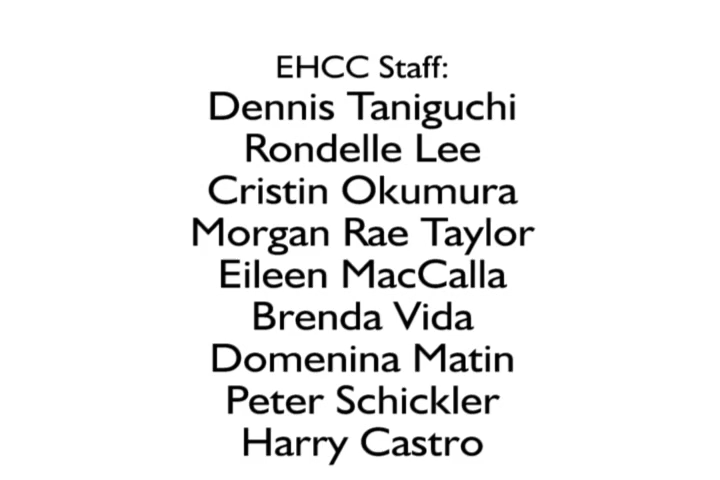 EHCC Staff:
Dennis Taniguchi
Rondelle Lee
Cristin Okumura
Morgan Rae Taylor
Eileen MacCalla
Brenda Vida
Domenina Matin
Peter Schickler
Harry Castro